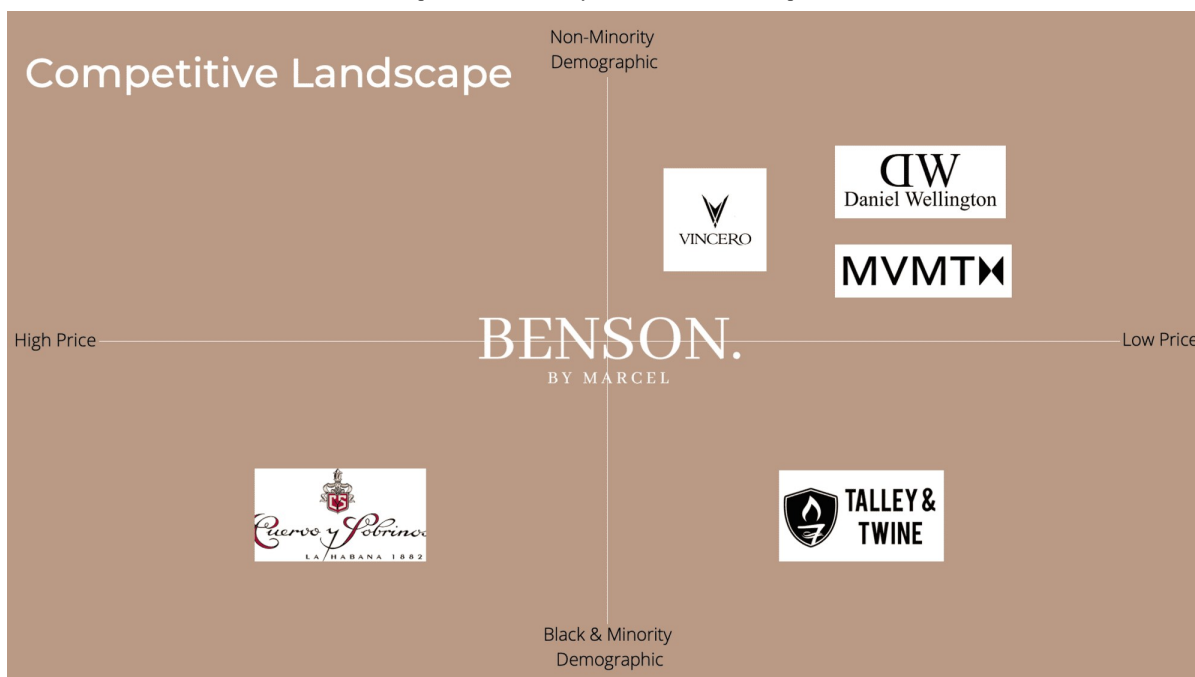 Non-Minority
Demographic
Competitive Landscape
DW
Daniel Wellington
VINCERO
MVMT
High Price
BENSON.
BY MARCEL
Low Price
CS
Cuervo y Sobrinos
LA HABANA 1882
TALLEY &
TWINE
Black & Minority
Demographic